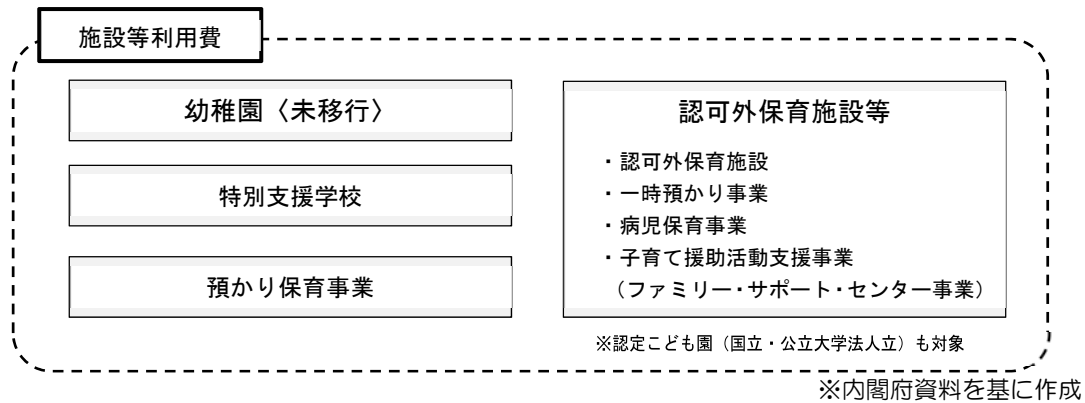 施設等利用費
幼稚園〈未移行〉
特別支援学校
預かり保育事業
認可外保育施設等
・認可外保育施設
・一時預かり事業
・病児保育事業
・子育て援助活動支援事業
（ファミリー・サポート・センター事業）
※認定こども園（国立・公立大学法人立）も対象
※内閣府資料を基に作成